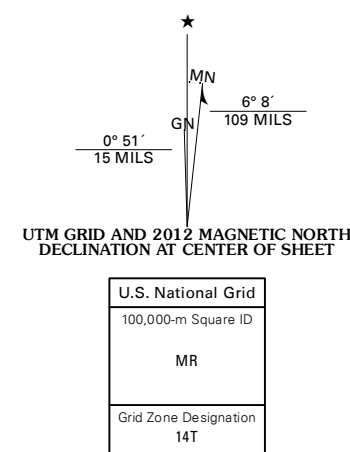 ★
MN
GN
6° 8´
109 MILS
0° 51´
15 MILS
UTM GRID AND 2012 MAGNETIC NORTH
DECLINATION AT CENTER OF SHEET
U.S. National Grid
100,000-m Square ID
MR
Grid Zone Designation
14T